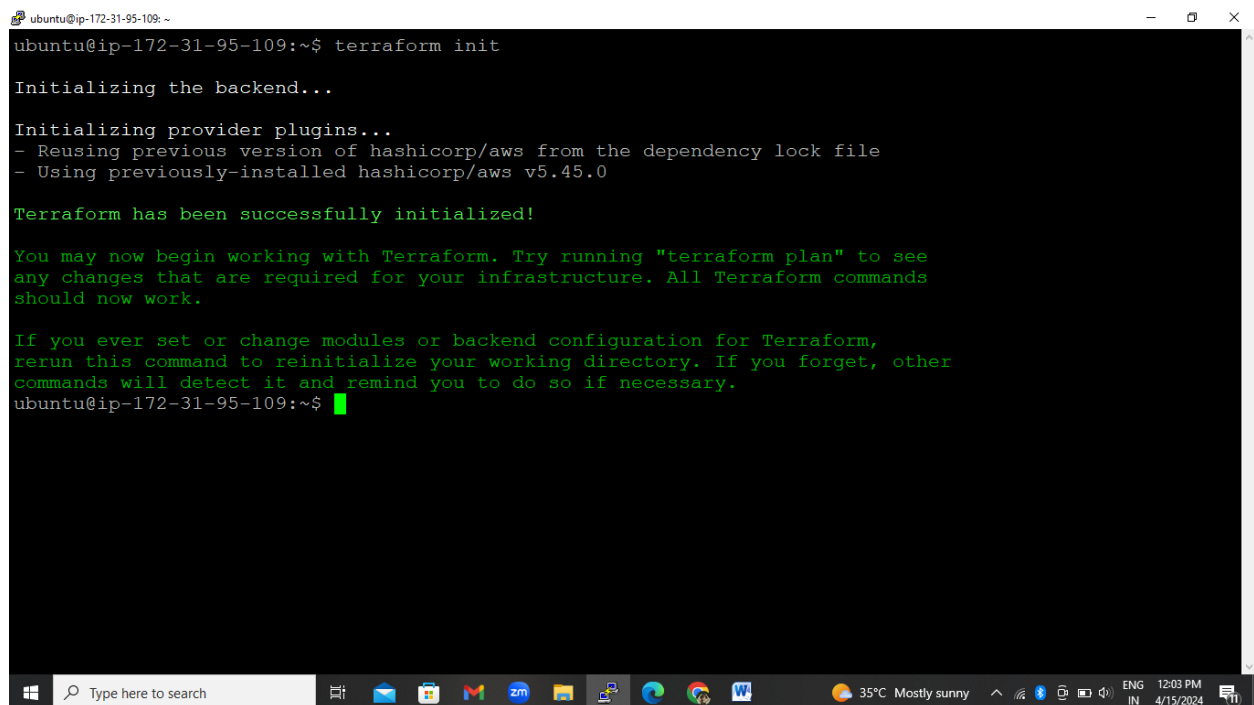 ubuntu@ip-172-31-95-109: ~
ubuntu@ip-172-31-95-109:~$ terraform init
Initializing the backend...
Initializing provider plugins...
- Reusing previous version of hashicorp/aws from the dependency lock file
- Using previously-installed hashicorp/aws v5.45.0
Terraform has been successfully initialized!
You may now begin working with Terraform. Try running "terraform plan" to see
any changes that are required for your infrastructure. All Terraform commands
should now work.
If you ever set or change modules or backend configuration for Terraform,
rerun this command to reinitialize your working directory. If you forget, other
commands will detect it and remind you to do so if necessary.
ubuntu@ip-172-31-95-109:~$
Type here to search
zm
W
35°C Mostly sunny
ENG
IN
12:03 PM
4/15/2024
11